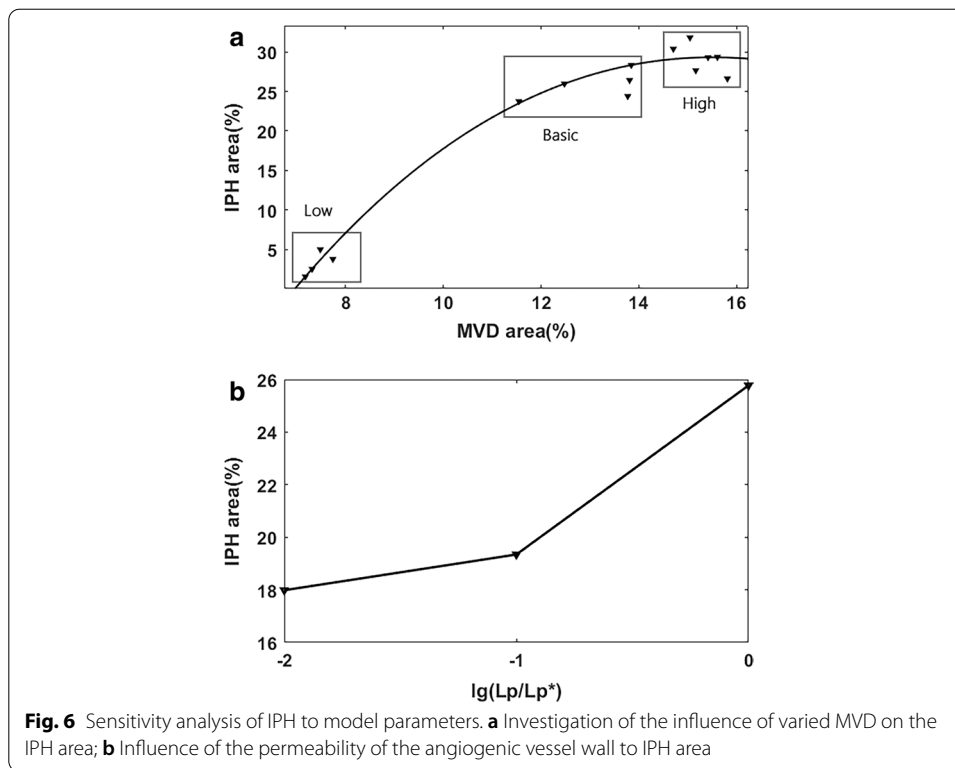 a
IPH area(%)
30
25
20
15
10
5
Low
Basic
High
8
10
12
14
16
MVD area(%)
b
IPH area(%)
26
24
22
20
18
16
-2
-1
0
lg(Lp/Lp*)
Fig. 6 Sensitivity analysis of IPH to model parameters. a Investigation of the influence of varied MVD on the
IPH area; b Influence of the permeability of the angiogenic vessel wall to IPH area